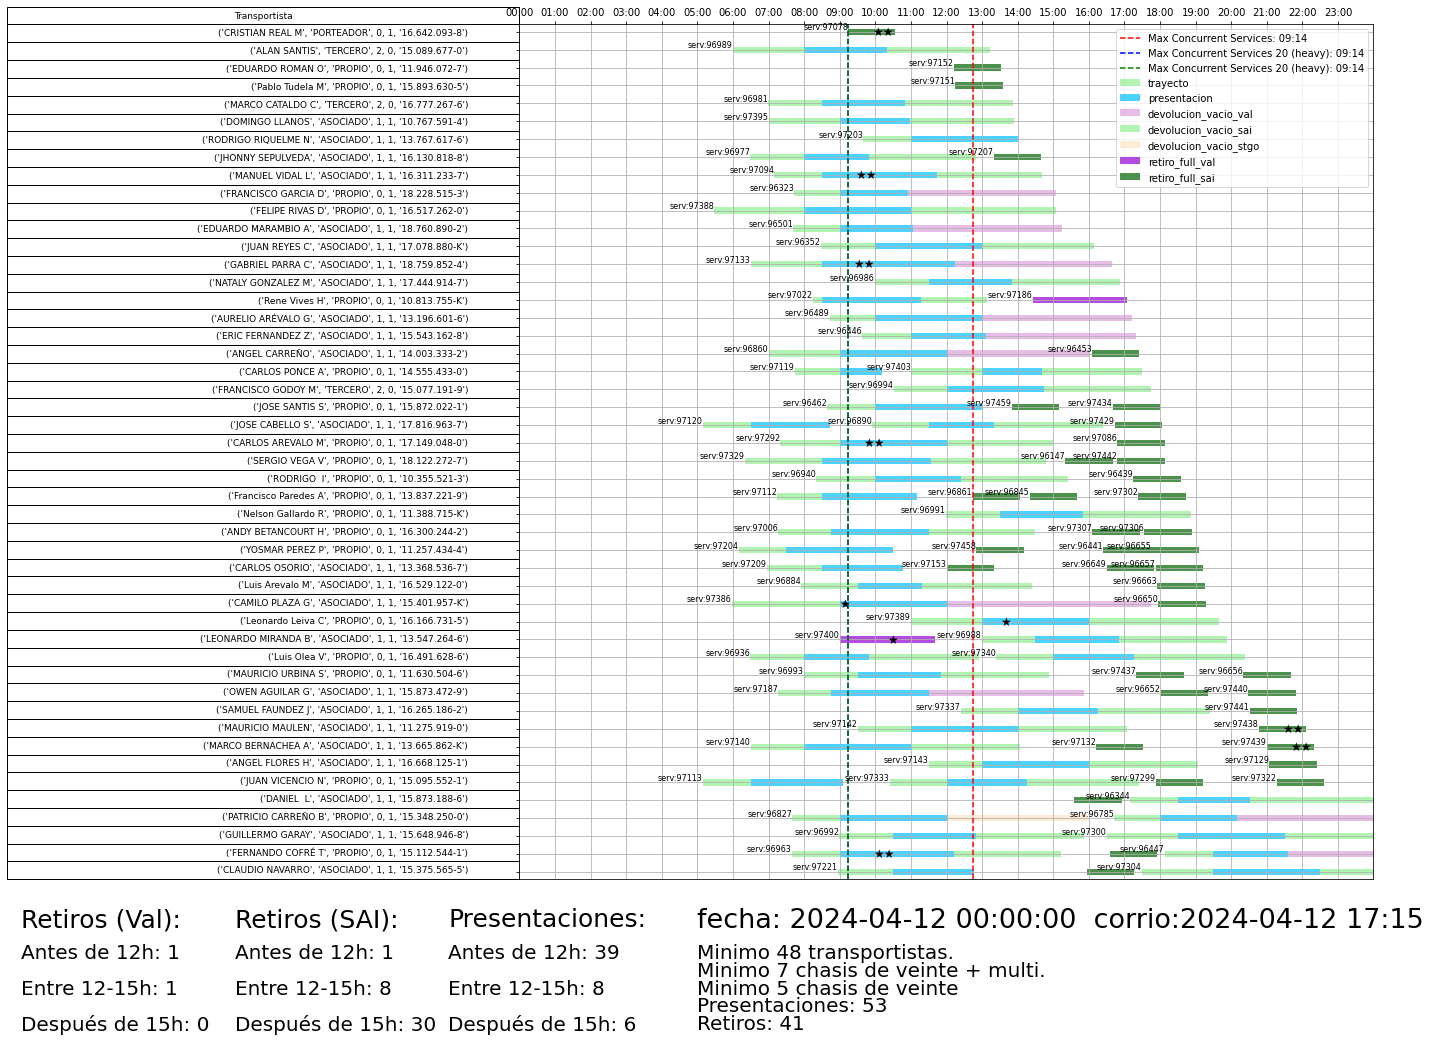 Transportista
00:00 01:00 02:00 03:00 04:00 05:00 06:00 07:00 08:00 09:00 10:00 11:00 12:00 13:00 14:00 15:00 16:00 17:00 18:00 19:00 20:00 21:00 22:00 23:00
('CRISTIAN REAL M', 'PORTEADOR', 0, 1, '16.642.093-8') serv:97078
('ALAN SANTIS', 'TERCERO', 2, 0, '15.089.677-0') serv:96989
('EDUARDO ROMAN O', 'PROPIO', 0, 1, '11.946.072-7') serv:97152
('Pablo Tudela M', 'PROPIO', 0, 1, '15.893.630-5') serv:97151
('MARCO CATALDO C', 'TERCERO', 2, 0, '16.777.267-6') serv:96981
('DOMINGO LLANOS', 'ASOCIADO', 1, 1, '10.767.591-4') serv:97395
('RODRIGO RIQUELME N', 'ASOCIADO', 1, 1, '13.767.617-6') serv:97203
('JHONNY SEPULVEDA', 'ASOCIADO', 1, 1, '16.130.818-8') serv:96977 serv:97207
('MANUEL VIDAL L', 'ASOCIADO', 1, 1, '16.311.233-7') serv:97094
('FRANCISCO GARCIA D', 'PROPIO', 0, 1, '18.228.515-3') serv:96323
('FELIPE RIVAS D', 'PROPIO', 0, 1, '16.517.262-0') serv:97388
('EDUARDO MARAMBIO A', 'ASOCIADO', 1, 1, '18.760.890-2') serv:96501
('JUAN REYES C', 'ASOCIADO', 1, 1, '17.078.880-K') serv:96352
('GABRIEL PARRA C', 'ASOCIADO', 1, 1, '18.759.852-4') serv:97133
('NATALY GONZALEZ M', 'ASOCIADO', 1, 1, '17.444.914-7') serv:96986
('Rene Vives H', 'PROPIO', 0, 1, '10.813.755-K') serv:97022 serv:97186
('AURELIO ARÉVALO G', 'ASOCIADO', 1, 1, '13.196.601-6') serv:96489
('ERIC FERNANDEZ Z', 'ASOCIADO', 1, 1, '15.543.162-8') serv:96446
('ANGEL CARREÑO', 'ASOCIADO', 1, 1, '14.003.333-2') serv:96860 serv:96453
('CARLOS PONCE A', 'PROPIO', 0, 1, '14.555.433-0') serv:97119 serv:97403
('FRANCISCO GODOY M', 'TERCERO', 2, 0, '15.077.191-9') serv:96994
('JOSE SANTIS S', 'PROPIO', 0, 1, '15.872.022-1') serv:96462 serv:97459 serv:97434
('JOSE CABELLO S', 'ASOCIADO', 1, 1, '17.816.963-7') serv:97120 serv:96890 serv:97429
('CARLOS AREVALO M', 'PROPIO', 0, 1, '17.149.048-0') serv:97292 serv:97086
('SERGIO VEGA V', 'PROPIO', 0, 1, '18.122.272-7') serv:97329 serv:96147 serv:97442
('RODRIGO  I', 'PROPIO', 0, 1, '10.355.521-3') serv:96940 serv:96439
('Francisco Paredes A', 'PROPIO', 0, 1, '13.837.221-9') serv:97112 serv:96861 serv:96845 serv:97302
('Nelson Gallardo R', 'PROPIO', 0, 1, '11.388.715-K') serv:96991
('ANDY BETANCOURT H', 'PROPIO', 0, 1, '16.300.244-2') serv:97006 serv:97307 serv:97306
('YOSMAR PEREZ P', 'PROPIO', 0, 1, '11.257.434-4') serv:97204 serv:97458 serv:96441 serv:96655
('CARLOS OSORIO', 'ASOCIADO', 1, 1, '13.368.536-7') serv:97209 serv:97153 serv:96649 serv:96657
('Luis Arevalo M', 'PROPIO', 0, 1, '16.529.122-0') serv:96884 serv:96663
('CAMILO PLAZA G', 'ASOCIADO', 1, 1, '15.401.957-K') serv:97386 serv:96650
('Leonardo Leiva C', 'PROPIO', 0, 1, '16.166.731-5') serv:97389
('LEONARDO MIRANDA B', 'ASOCIADO', 1, 1, '13.547.264-6') serv:97400 serv:96988
('Luis Olea V', 'PROPIO', 0, 1, '16.491.628-6') serv:96936 serv:97340
('MAURICIO URBINA S', 'PROPIO', 0, 1, '11.630.504-6') serv:96993 serv:97437 serv:96656
('OWEN AGUILAR G', 'ASOCIADO', 1, 1, '15.873.472-9') serv:97187 serv:96652 serv:97440
('SAMUEL FAUNDEZ J', 'ASOCIADO', 1, 1, '16.265.186-2') serv:97337 serv:97441
('MAURICIO MAULEN', 'ASOCIADO', 1, 1, '11.275.919-0') serv:97142 serv:97438
('MARCO BERNACHEA A', 'ASOCIADO', 1, 1, '13.665.862-K') serv:97140 serv:97132 serv:97439
('ANGEL FLORES H', 'ASOCIADO', 1, 1, '16.668.125-1') serv:97143 serv:97129
('JUAN VICENCIO N', 'PROPIO', 0, 1, '15.095.552-1') serv:97113 serv:97333 serv:97299 serv:97322
('DANIEL  L', 'ASOCIADO', 1, 1, '15.873.188-6') serv:96344
('PATRICIO CARREÑO B', 'PROPIO', 0, 1, '15.348.250-0') serv:96827 serv:96785
('GUILLERMO GARAY', 'ASOCIADO', 1, 1, '15.648.946-8') serv:96992 serv:97300
('FERNANDO COFRÉ T', 'PROPIO', 0, 1, '15.112.544-1') serv:96963 serv:96447
('CLAUDIO NAVARRO', 'ASOCIADO', 1, 1, '15.375.565-5') serv:97221 serv:97304
Max Concurrent Services: 09:14
Max Concurrent Services 20 (heavy): 09:14
Max Concurrent Services 20 (heavy): 09:14
trayecto
presentacion
devolucion_vacio_val
devolucion_vacio_sai
devolucion_vacio_stgo
retiro_full_val
retiro_full_sai
Retiros (Val):
Antes de 12h: 1
Entre 12-15h: 1
Después de 15h: 0
Retiros (SAI):
Antes de 12h: 1
Entre 12-15h: 8
Después de 15h: 30
Presentaciones:
Antes de 12h: 39
Entre 12-15h: 8
Después de 15h: 6
fecha: 2024-04-12 00:00:00  corrio:2024-04-12 17:15
Minimo 48 transportistas.
Minimo 7 chasis de veinte + multi.
Minimo 5 chasis de veinte
Presentaciones: 53
Retiros: 41